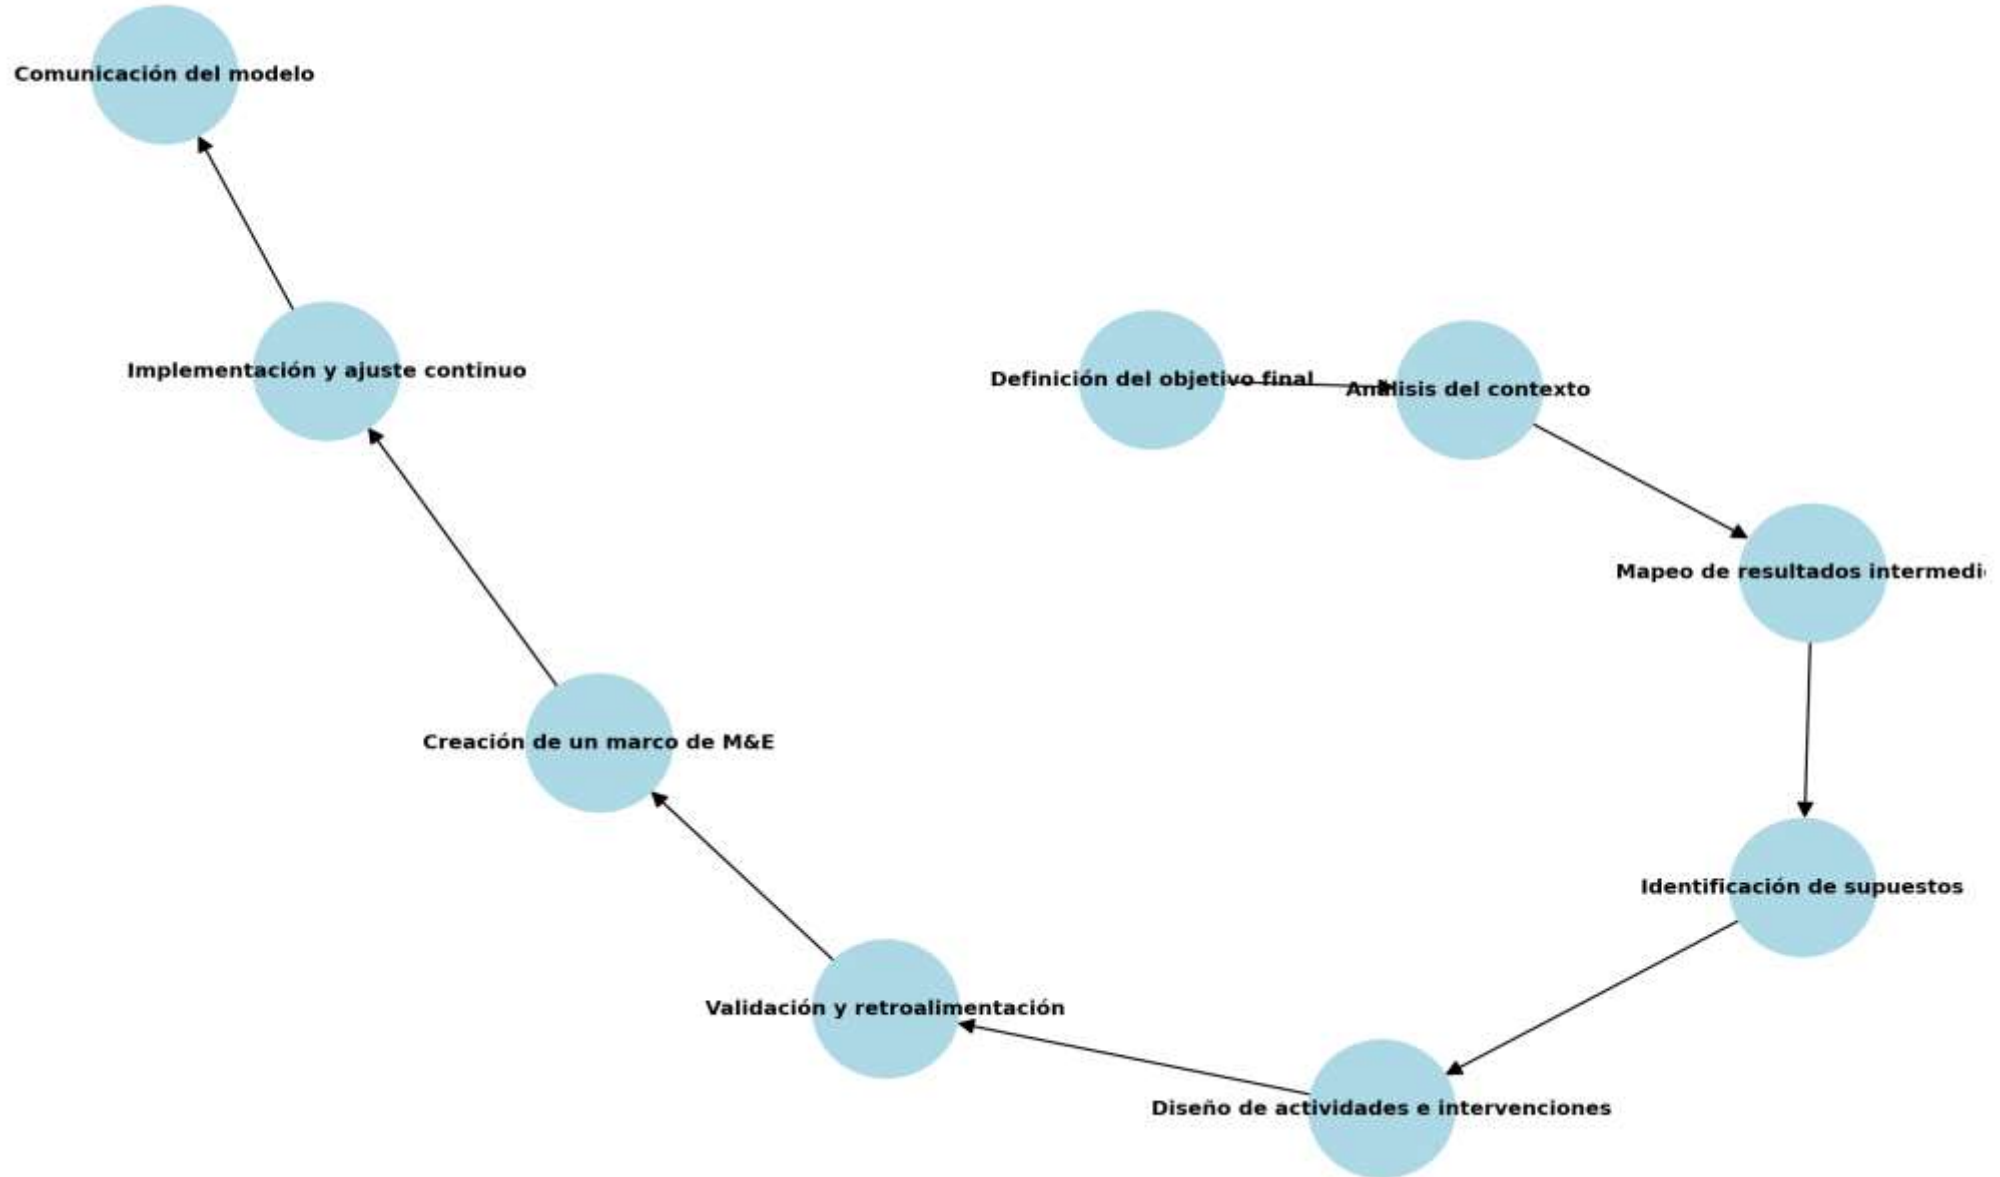 Comunicación del modelo
Implementación y ajuste continuo
Definición del objetivo final
Análisis del contexto
Mapeo de resultados intermedi
Creación de un marco de M&E
Identificación de supuestos
Validación y retroalimentación
Diseño de actividades e intervenciones